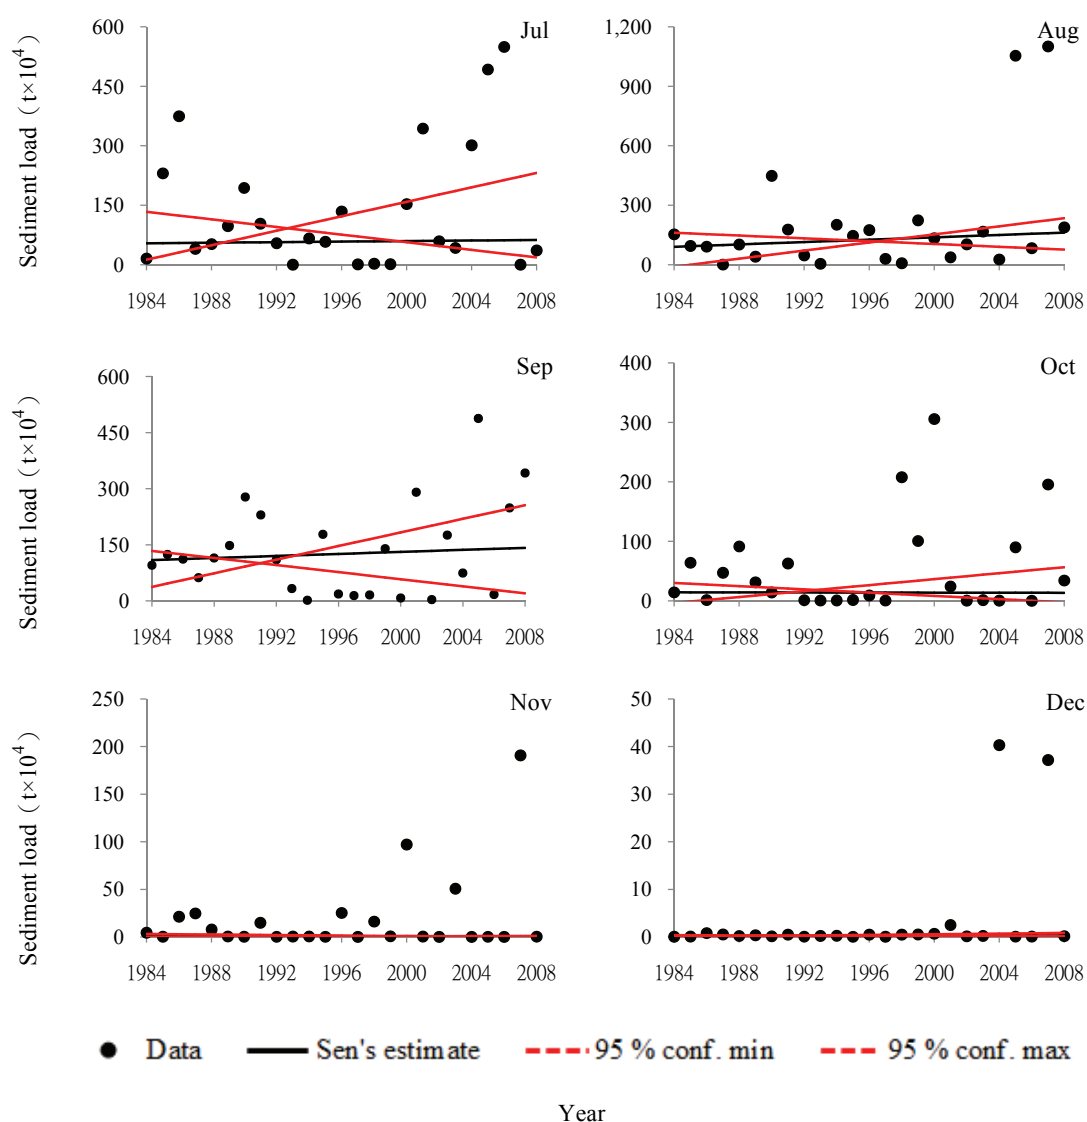 Jul
Sediment load (t×10⁴)
600
450
300
150
0
1984 1988 1992 1996 2000 2004 2008
Aug
1,200
900
600
300
0
1984 1988 1992 1996 2000 2004 2008
Sep
Sediment load (t×10⁴)
600
450
300
150
0
1984 1988 1992 1996 2000 2004 2008
Oct
400
300
200
100
0
1984 1988 1992 1996 2000 2004 2008
Nov
Sediment load (t×10⁴)
250
200
150
100
50
0
1984 1988 1992 1996 2000 2004 2008
Dec
50
40
30
20
10
0
1984 1988 1992 1996 2000 2004 2008
Data Sen's estimate 95 % conf. min 95 % conf. max
Year